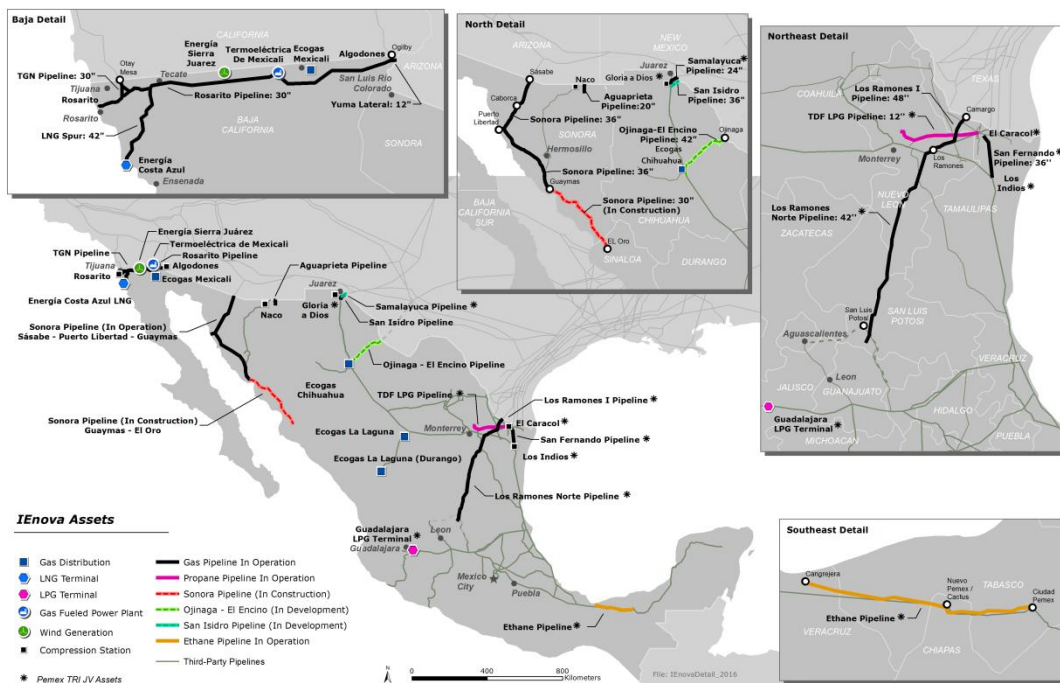 Baja Detail
CALIFORNIA
Energía
Sierra
Juarez
Termoeléctrica
De Mexicali
Ecogas
Mexicali
Algodones
Ogilby
ARIZONA
Otay
Mesa
TGN Pipeline: 30"
Tijuana
Tecate
Rosarito
Rosarito
Rosarito Pipeline: 30"
San Luis Río
Colorado
Yuma Lateral: 12"
LNG Spur: 42"
BAJA
CALIFORNIA
SONORA
Energía
Costa Azul
Ensenada
North Detail
ARIZONA
NEW
MEXICO
Sásabe
Naco
Gloria a Dios
Juarez
Samalayuca
Pipeline: 24"
San Isidro
Pipeline: 36"
Aguaprieta
Pipeline:20"
Caborca
Puerto
Libertad
Sonora Pipeline: 36"
SONORA
Ojinaga-El Encino
Pipeline: 42"
Ojinaga
Ecogas
Chihuahua
Hermosillo
Sonora Pipeline: 36"
Guaymas
Sonora Pipeline: 30"
(In Construction)
CHIHUAHUA
BAJA
CALIFORNIA
SUR
EL Oro
SINALOA
DURANGO
Northeast Detail
TEXAS
COAHUILA
Los Ramones I
Pipeline: 48"
Camargo
TDF LPG Pipeline: 12"
El Caracol
Monterrey
Los
Ramones
San Fernando
Pipeline: 36"
Los
Indios
NUEVO
LEON
TAMAULIPAS
Los Ramones
Norte Pipeline: 42"
ZACATECAS
San Luis
Potosí
SAN LUIS
POTOSI
Aguascalientes
VERACRUZ
Leon
JALISCO
GUANAJUATO
HIDALGO
Guadalajara
LPG Terminal
MICHOACAN
PUEBLA
Energía Sierra Juárez
Termoeléctrica de Mexicali
TGN Pipeline
Rosarito Pipeline
Tijuana
Algodones
Rosarito
Ecogas Mexicali
Energía Costa Azul LNG
Aguaprieta Pipeline
Naco
Juarez
Gloria
a Dios
Samalayuca Pipeline
San Isídro Pipeline
Sonora Pipeline (In Operation)
Sásabe - Puerto Libertad - Guaymas
Ojinaga - El Encino Pipeline
Ecogas
Chihuahua
Sonora Pipeline (In Construction)
Guaymas - El Oro
TDF LPG Pipeline
Los Ramones I Pipeline
Ecogas La Laguna
Monterrey
El Caracol
San Fernando Pipeline
Los Indios
Ecogas La Laguna (Durango)
Los Ramones Norte Pipeline
Guadalajara
LPG Terminal
Guadalajara
Leon
Mexico
City
Puebla
Ethane Pipeline
IEnova Assets
Gas Distribution
LNG Terminal
LPG Terminal
Gas Fueled Power Plant
Wind Generation
Compression Station
Pemex TRI JV Assets
Gas Pipeline In Operation
Propane Pipeline In Operation
Sonora Pipeline (In Construction)
Ojinaga - El Encino (In Development)
San Isidro Pipeline (In Development)
Ethane Pipeline In Operation
Third-Party Pipelines
N
0 400 800
Kilometers
File: IEnovaDetail_2016
Southeast Detail
Cangrejera
Nuevo
Pemex /
Cactus
TABASCO
Ciudad
Pemex
Ethane Pipeline
VERACRUZ
CHIAPAS